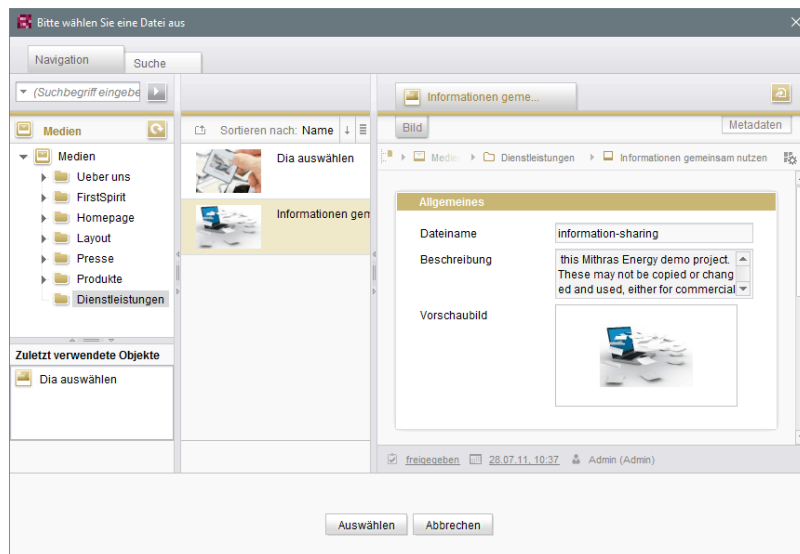 Bitte wählen Sie eine Datei aus
Navigation
Suche
(Suchbegriff eingebe
Medien
Medien
Ueber uns
FirstSpirit
Homepage
Layout
Presse
Produkte
Dienstleistungen
Zuletzt verwendete Objekte
Dia auswählen
Sortieren nach: Name
Dia auswählen
Informationen gem
Informationen geme...
Bild
Metadaten
Medien Dienstleistungen Informationen gemeinsam nutzen
Allgemeines
Dateiname information-sharing
Beschreibung this Mithras Energy demo project.
These may not be copied or chang
ed and used, either for commercial
Vorschaubild
freigegeben 28.07.11, 10:37 Admin (Admin)
Auswählen Abbrechen